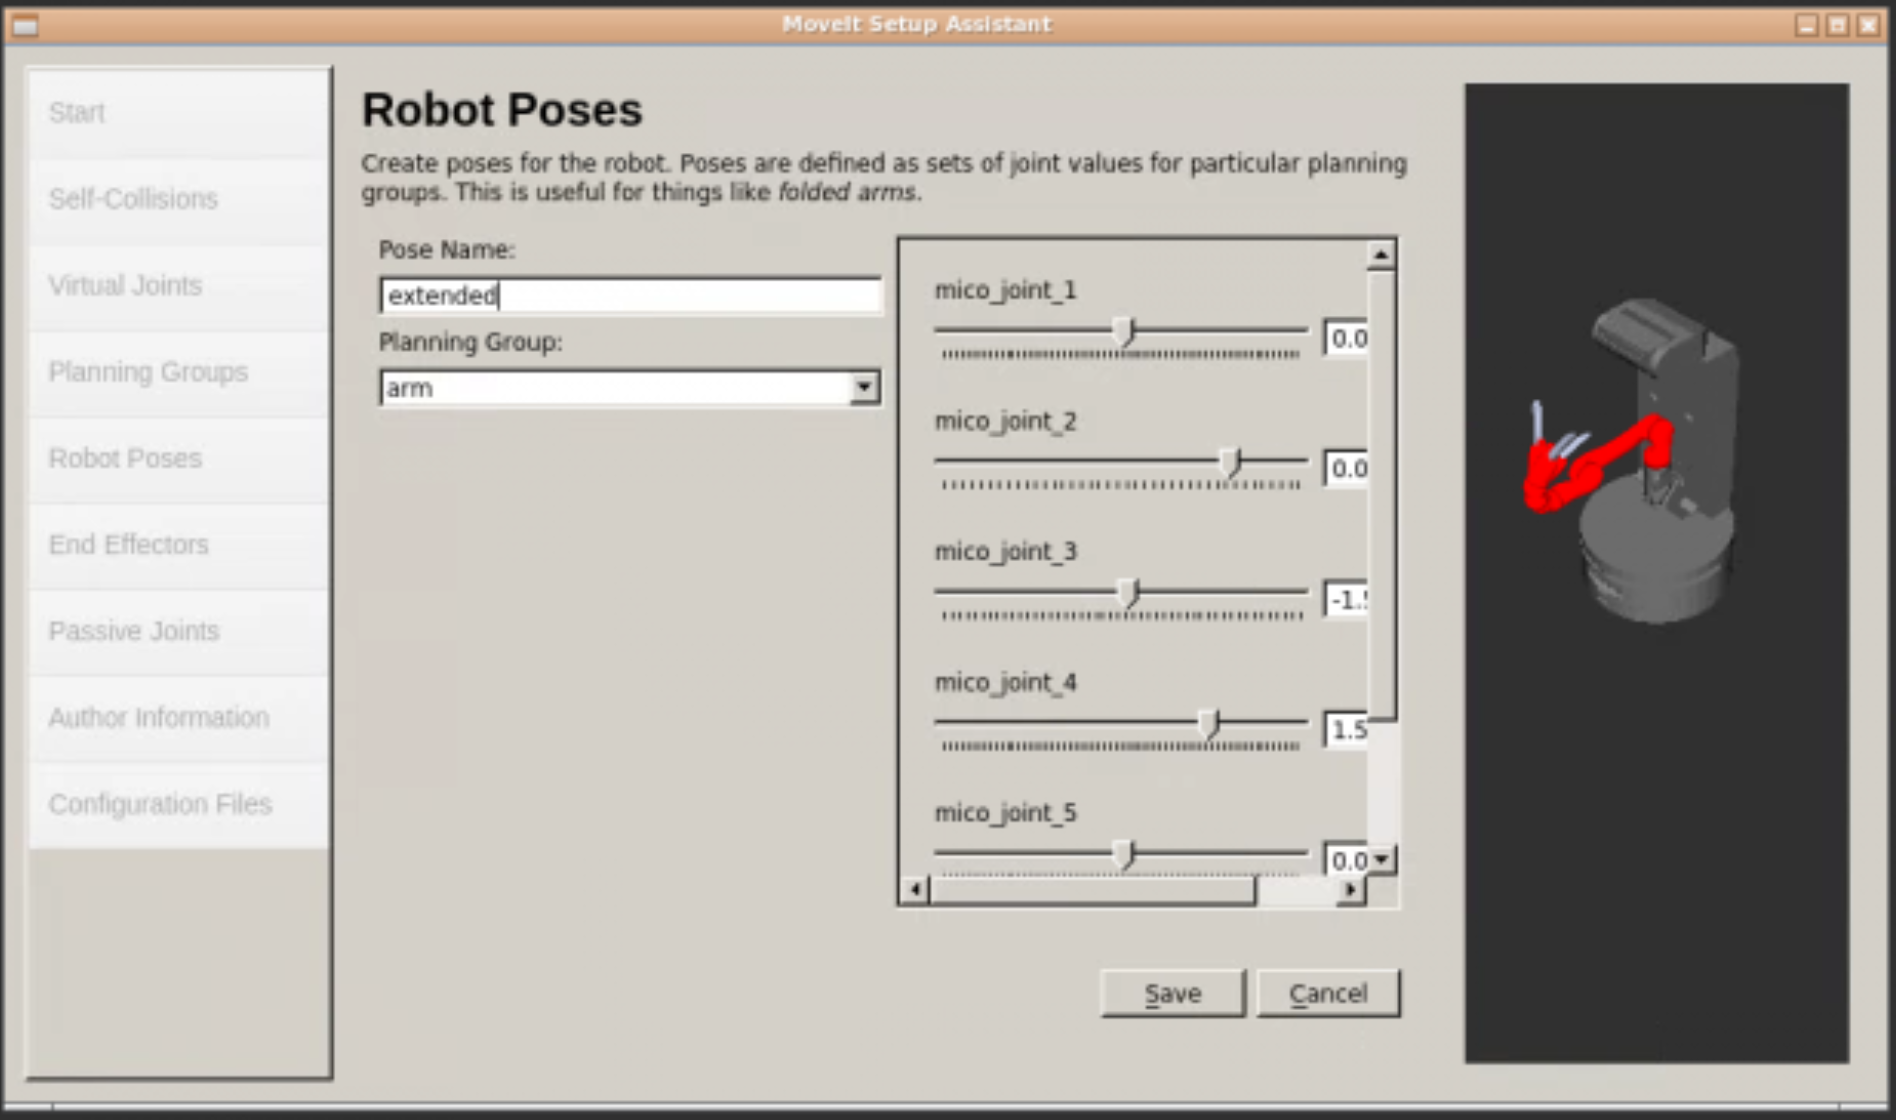 MoveIt Setup Assistant
Start
Self-Collisions
Virtual Joints
Planning Groups
Robot Poses
End Effectors
Passive Joints
Author Information
Configuration Files
Robot Poses
Create poses for the robot. Poses are defined as sets of joint values for particular planning
groups. This is useful for things like folded arms.
Pose Name:
extended
Planning Group:
arm
mico_joint_1
0.0
mico_joint_2
0.0
mico_joint_3
-1.5
mico_joint_4
1.5
mico_joint_5
0.0
Save
Cancel